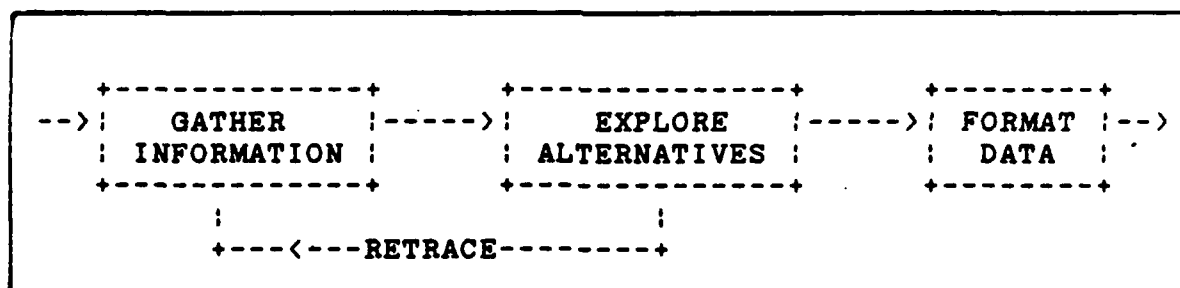 +--------------+ +---------------+ +---------+
-->: GATHER :----->: EXPLORE :----->: FORMAT :-->
: INFORMATION : : ALTERNATIVES : : DATA :
+--------------+ +---------------+ +---------+
: :
+---<---RETRACE--------+